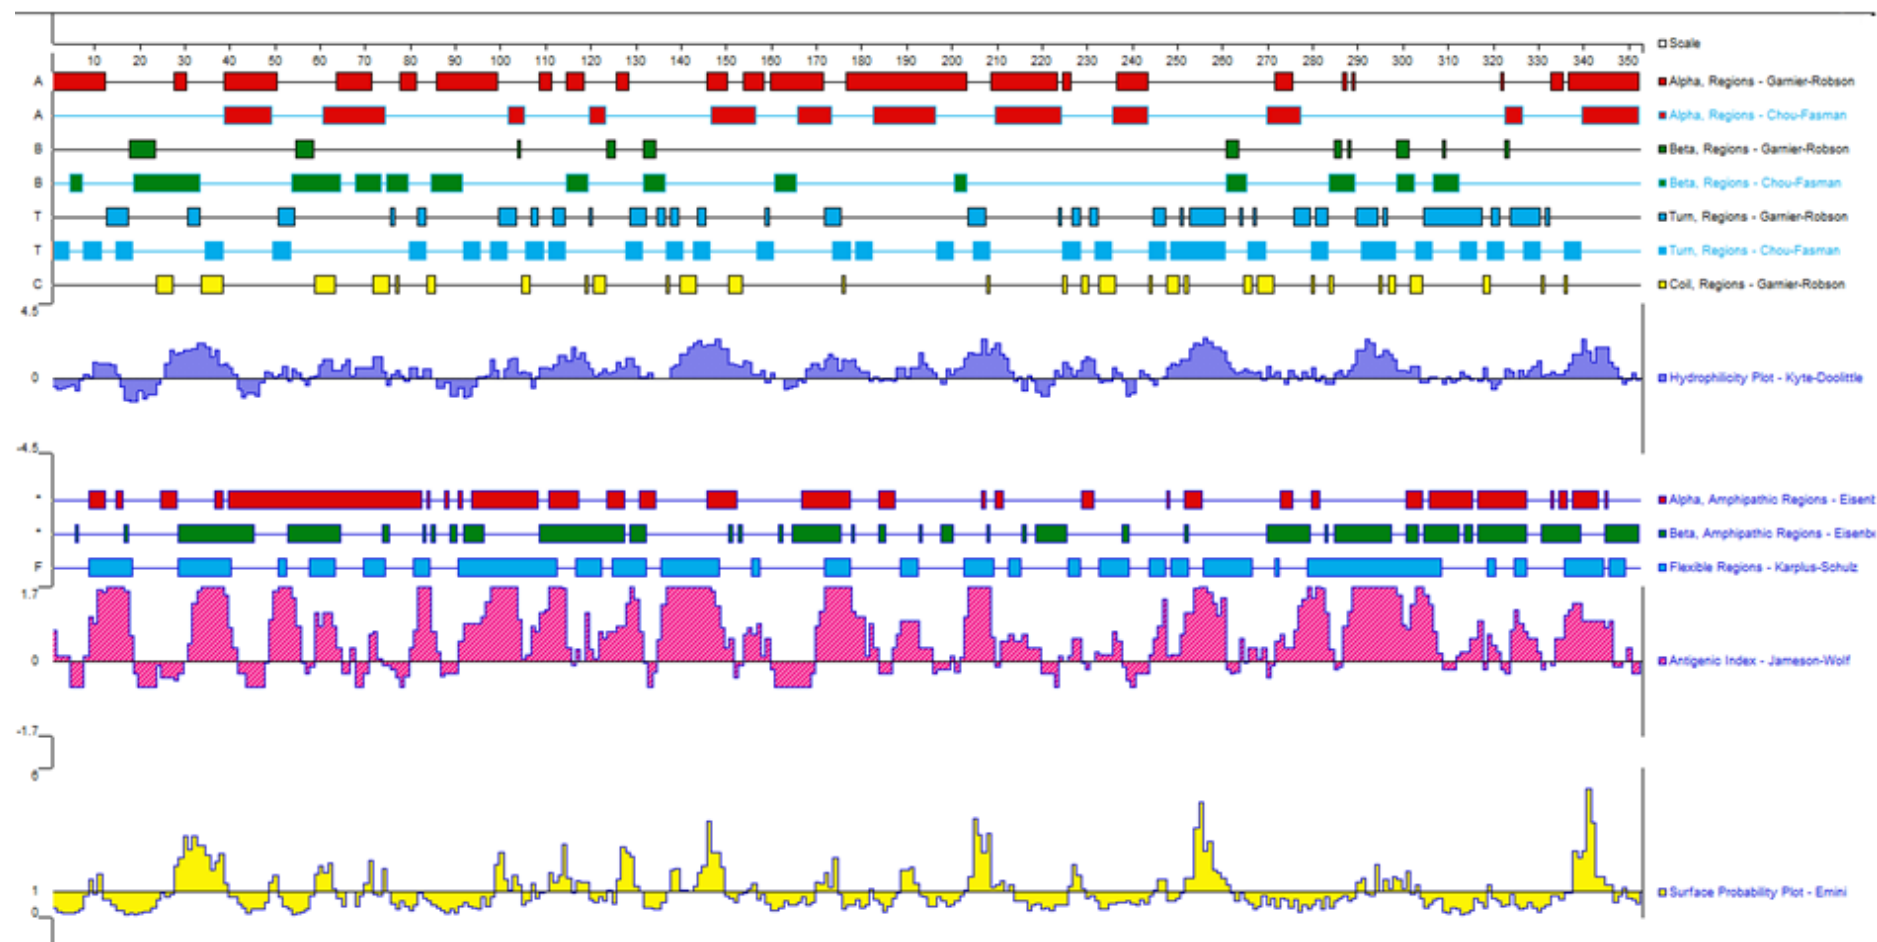 Scale
10 20 30 40 50 60 70 80 90 100 110 120 130 140 150 160 170 180 190 200 210 220 230 240 250 260 270 280 290 300 310 320 330 340 350
A Alpha, Regions - Garnier-Robson
A Alpha, Regions - Chou-Fasman
B Beta, Regions - Garnier-Robson
B Beta, Regions - Chou-Fasman
T Turn, Regions - Garnier-Robson
T Turn, Regions - Chou-Fasman
C Coil, Regions - Garnier-Robson
4.5
0 Hydrophilicity Plot - Kyte-Doolittle
-4.5
* Alpha, Amphipathic Regions - Eisenb
* Beta, Amphipathic Regions - Eisenb
F Flexible Regions - Karplus-Schulz
1.7
0 Antigenic Index - Jameson-Wolf
-1.7
6
1 Surface Probability Plot - Emini
0